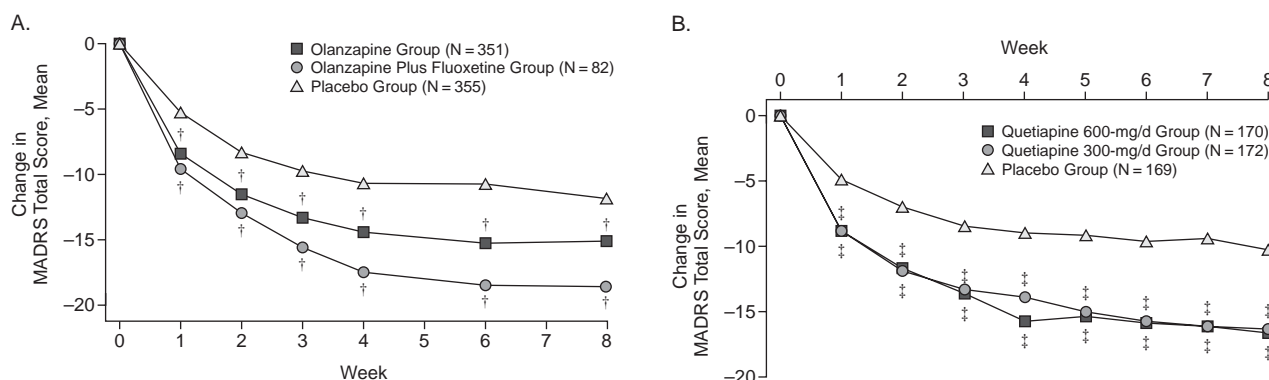 A.
Change in
MADRS Total Score, Mean
0
–5
–10
–15
–20
Olanzapine Group (N = 351)
Olanzapine Plus Fluoxetine Group (N = 82)
Placebo Group (N = 355)
† † † † † †
† † † † † †
0 1 2 3 4 5 6 7 8
Week
B.
Week
0 1 2 3 4 5 6 7 8
Change in
MADRS Total Score, Mean
0
–5
–10
–15
–20
Quetiapine 600-mg/d Group (N = 170)
Quetiapine 300-mg/d Group (N = 172)
Placebo Group (N = 169)
‡ ‡ ‡ ‡ ‡ ‡ ‡ ‡
‡ ‡ ‡ ‡ ‡ ‡ ‡ ‡